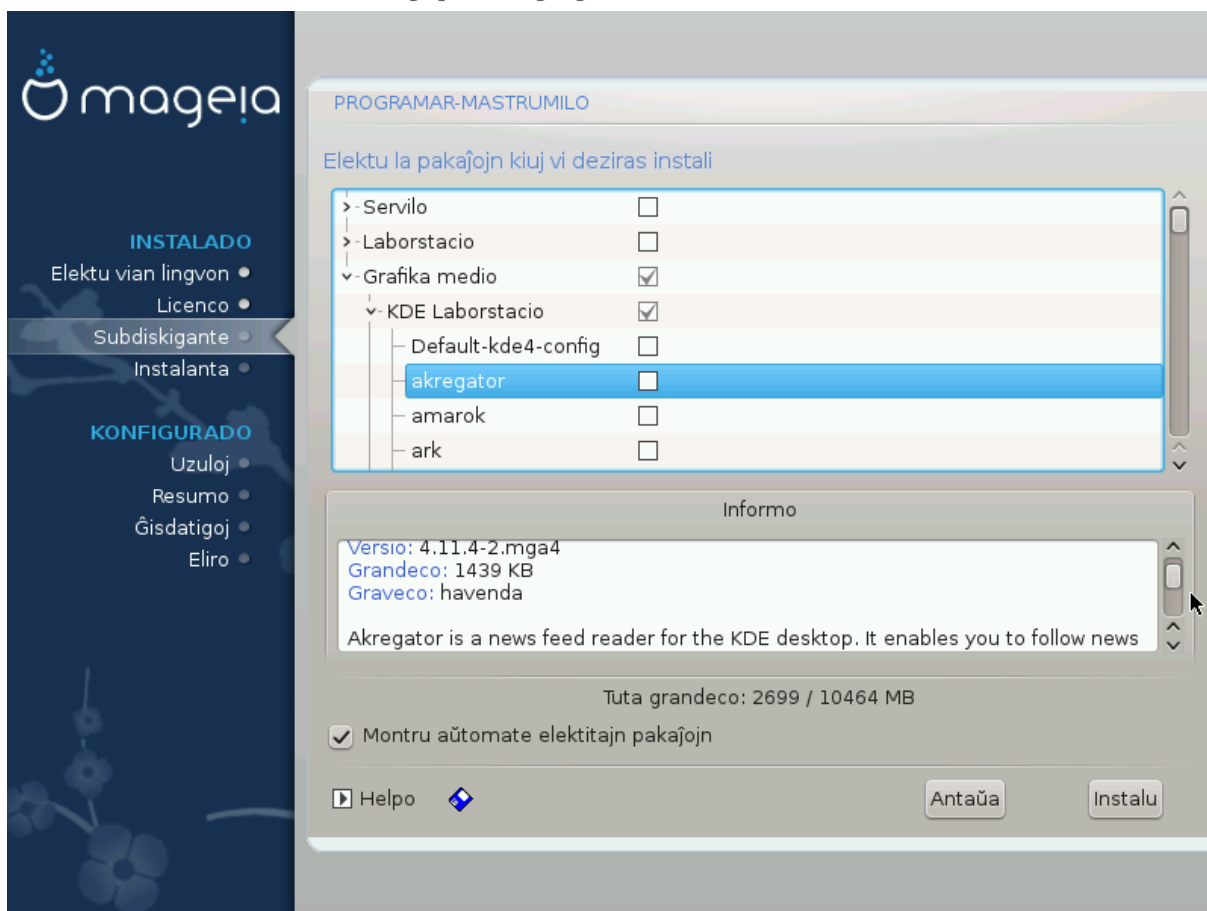 mageia
INSTALADO
Elektu vian lingvon
Licenco
Subdiskigante
Instalanta
KONFIGURADO
Uzuloj
Resumo
Ĝisdatigoj
Eliro
PROGRAMAR-MASTRUMILO
Elektu la pakaĵojn kiuj vi deziras instali
Servilo
Laborstacio
Grafika medio
KDE Laborstacio
Default-kde4-config
akregator
amarok
ark
Informo
Versio: 4.11.4-2.mga4
Grandeco: 1439 KB
Graveco: havenda
Akregator is a news feed reader for the KDE desktop. It enables you to follow news
Tuta grandeco: 2699 / 10464 MB
Montru aŭtomate elektitajn pakaĵojn
Helpo
Antaŭa
Instalu